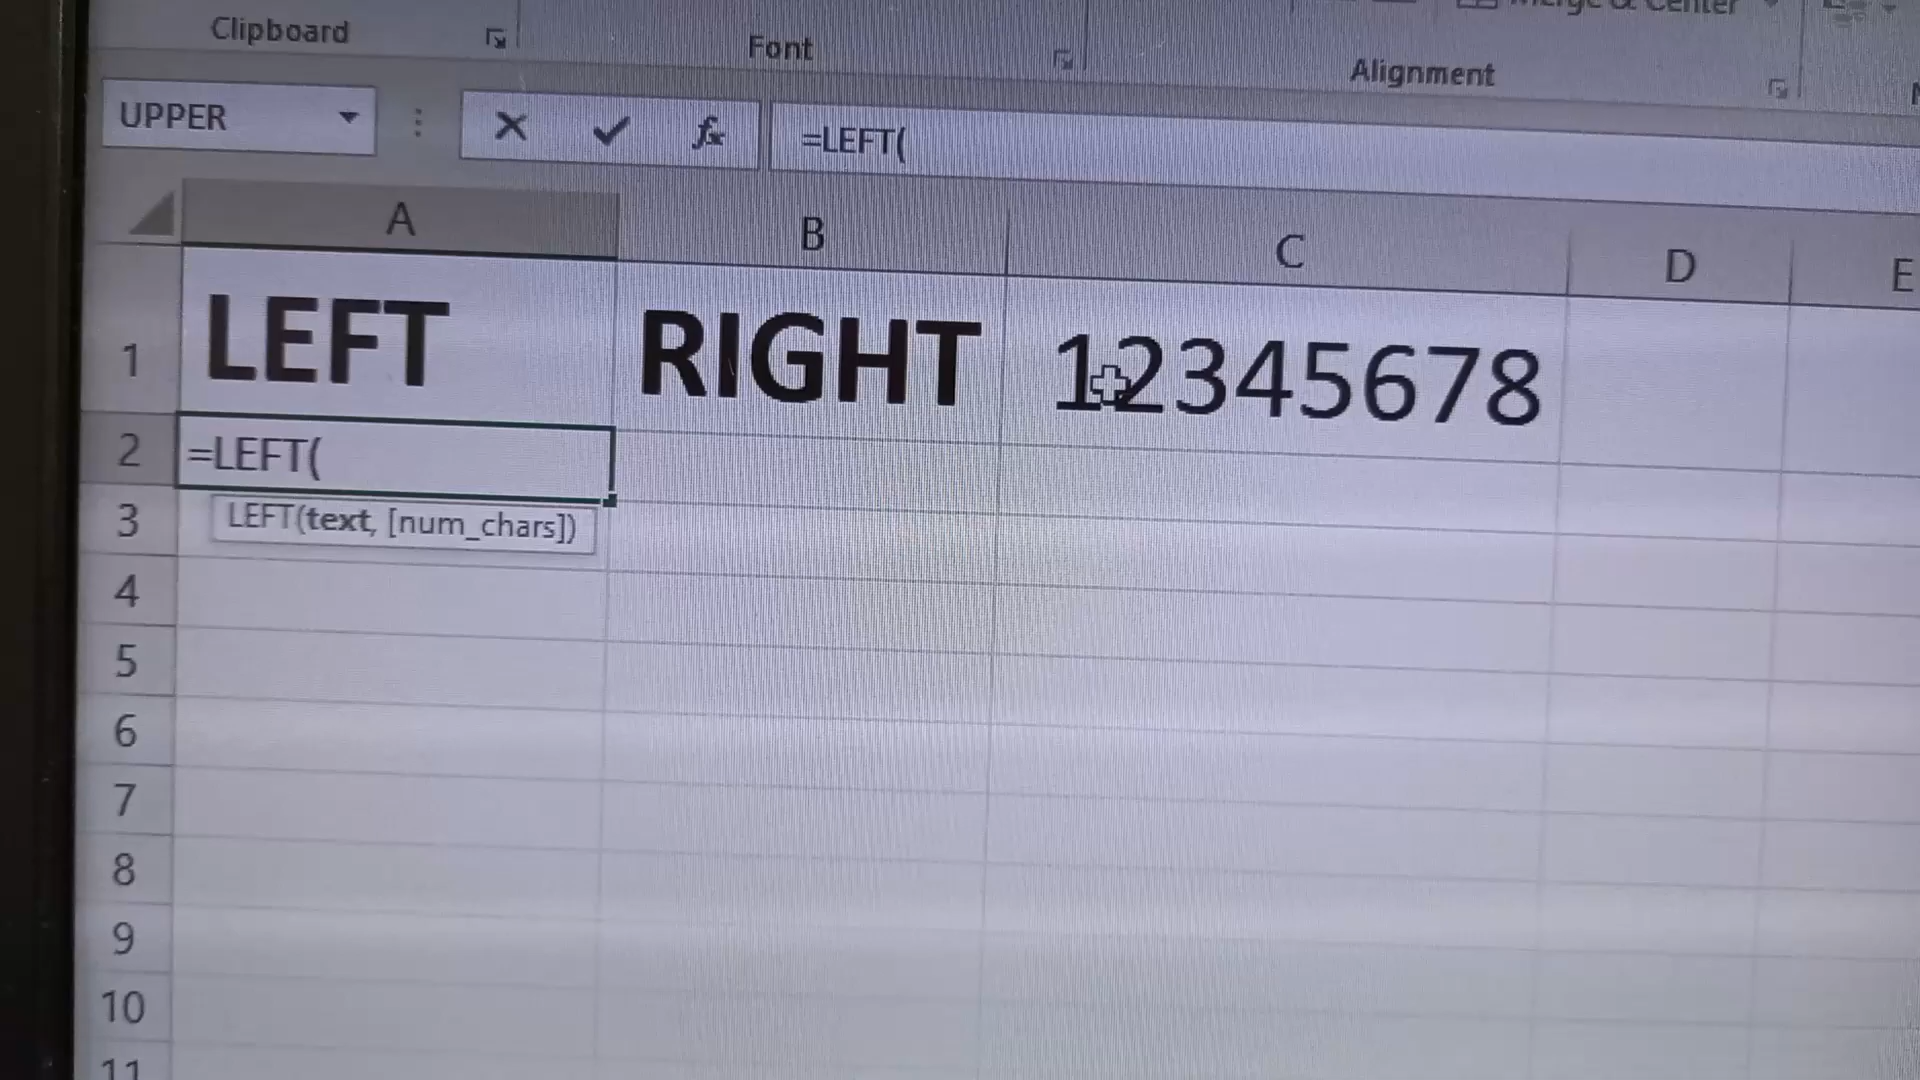 Clipboard Font Alignment
UPPER =LEFT(
A B C D E
1 LEFT RIGHT 12345678
2 =LEFT(
3 LEFT(text, [num_chars])
4
5
6
7
8
9
10
11